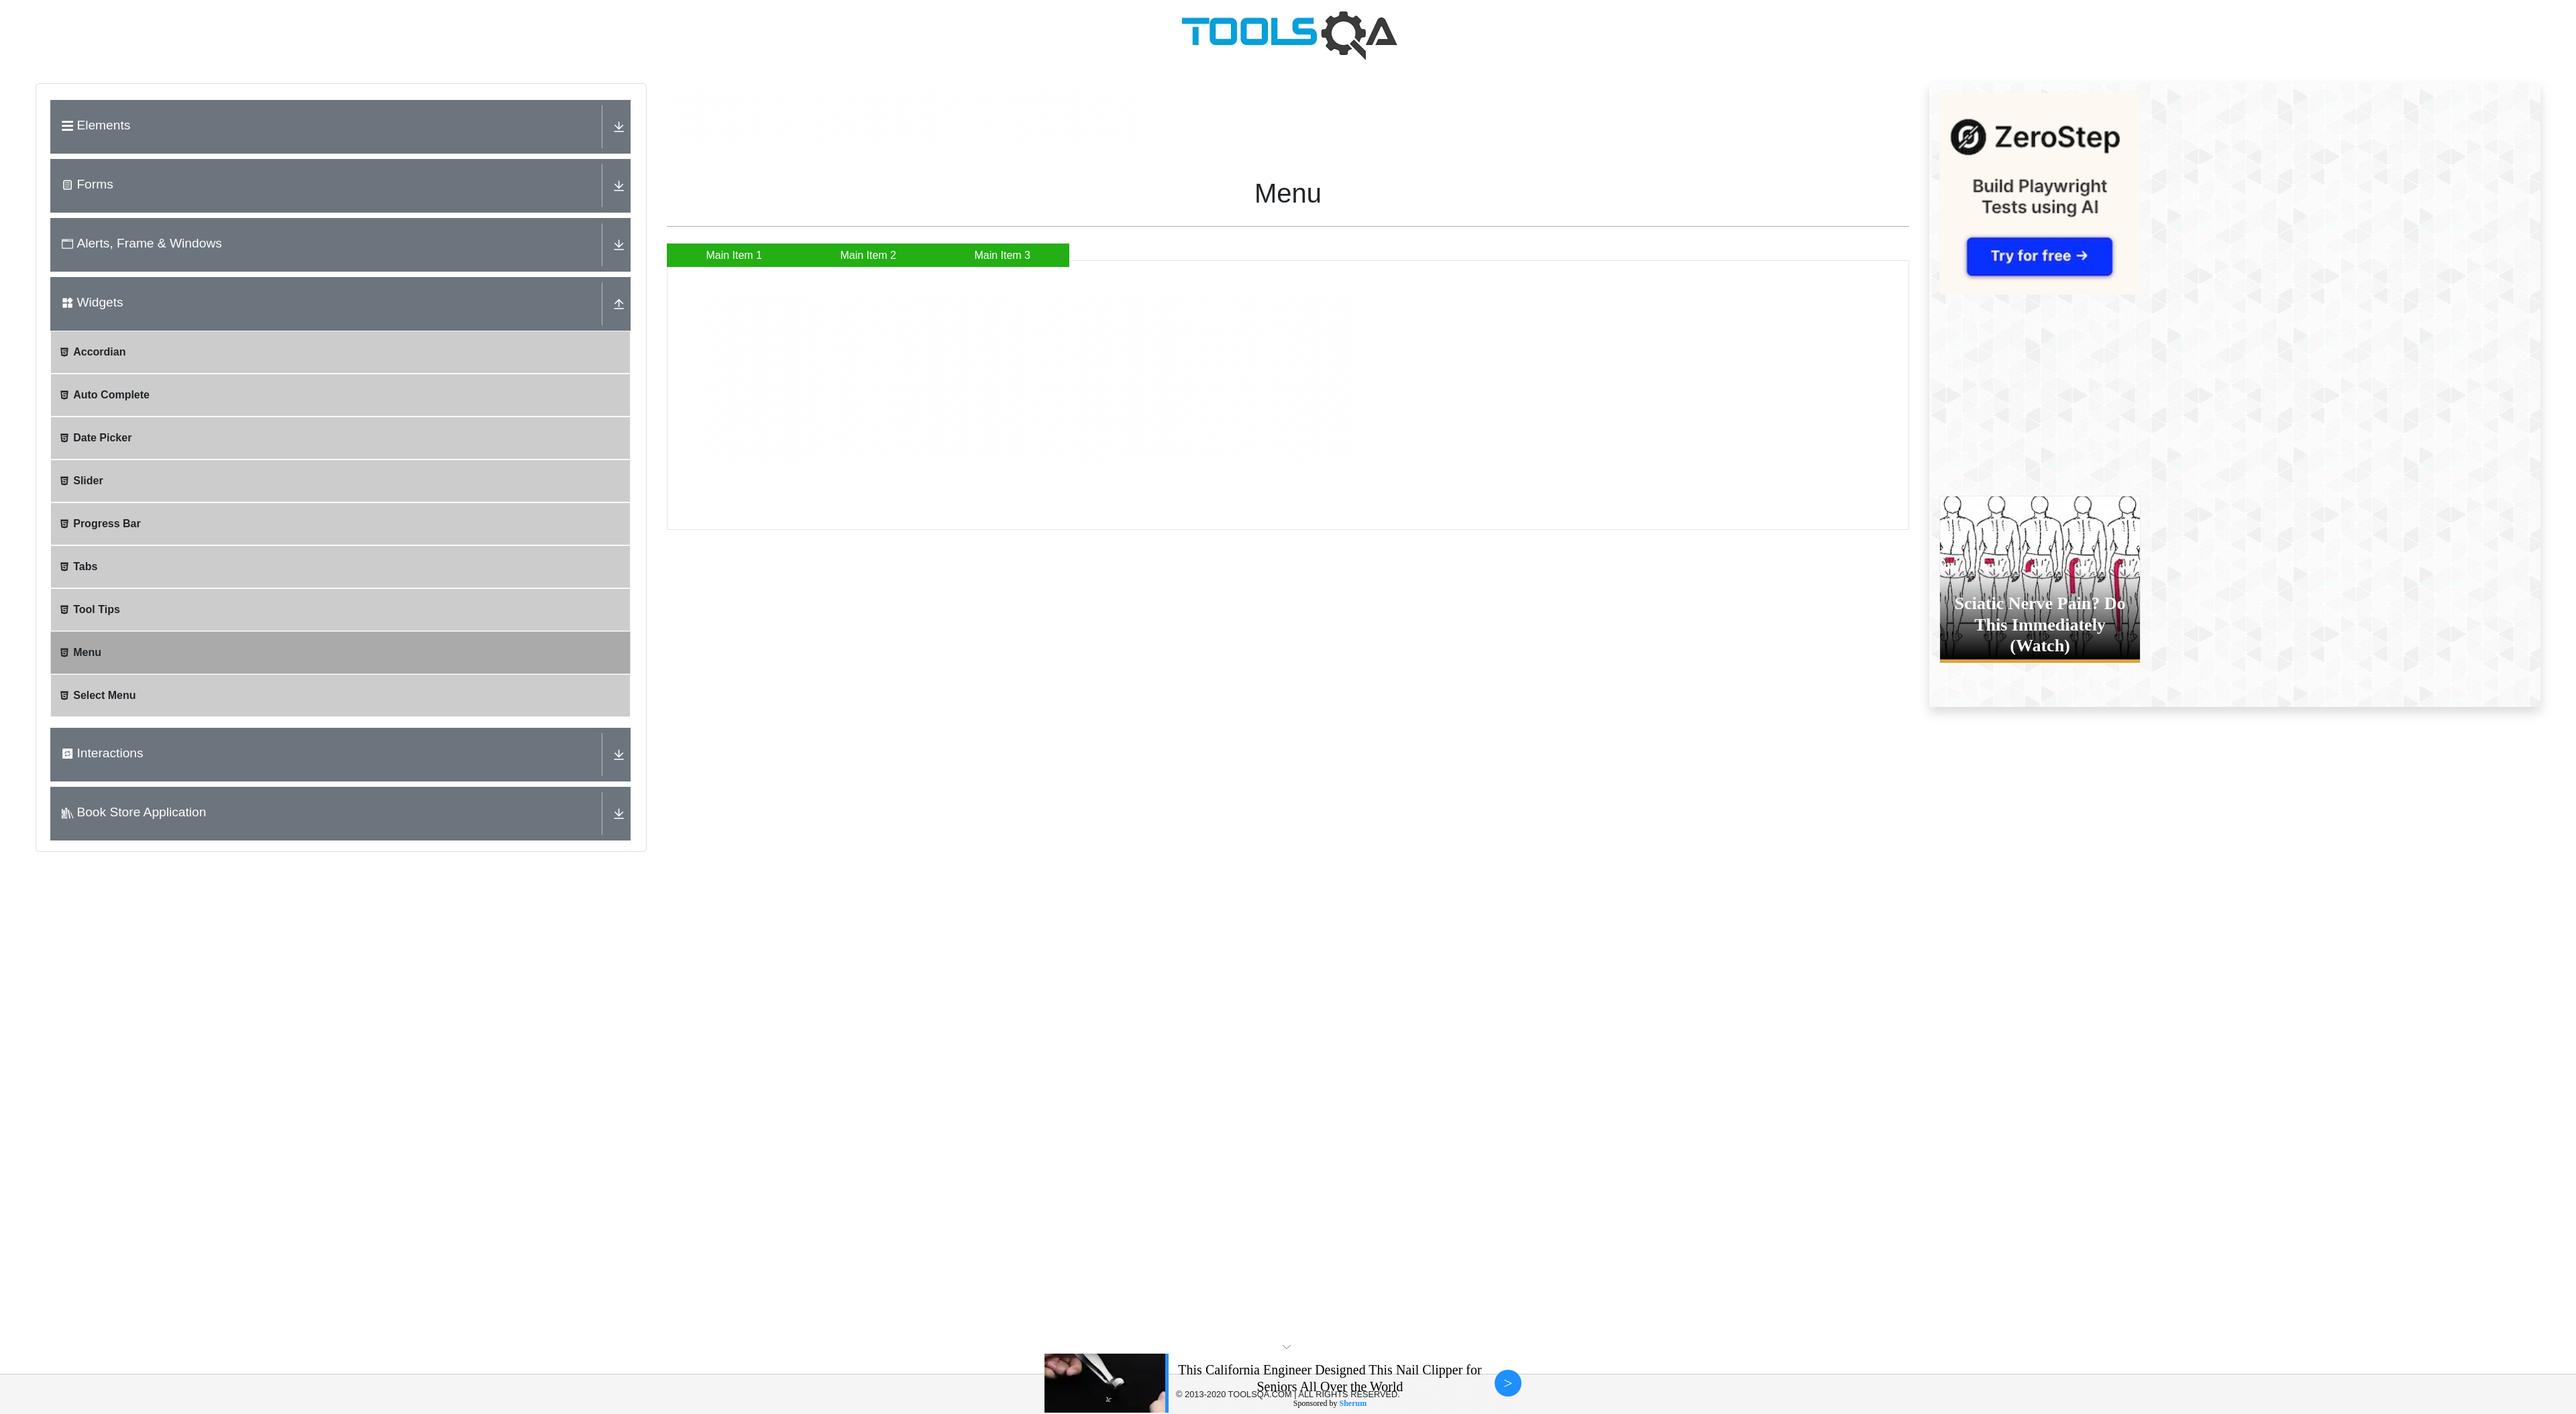 TOOLSQA
Elements
Forms
Alerts, Frame & Windows
Widgets
Accordian
Auto Complete
Date Picker
Slider
Progress Bar
Tabs
Tool Tips
Menu
Select Menu
Interactions
Book Store Application
Menu
Main Item 1
Main Item 2
Main Item 3
ZeroStep
Build Playwright
Tests using AI
Try for free →
Sciatic Nerve Pain? Do
This Immediately
(Watch)
This California Engineer Designed This Nail Clipper for
Seniors All Over the World
© 2013-2020 TOOLSQA.COM | ALL RIGHTS RESERVED.
Sponsored by Sherum
>